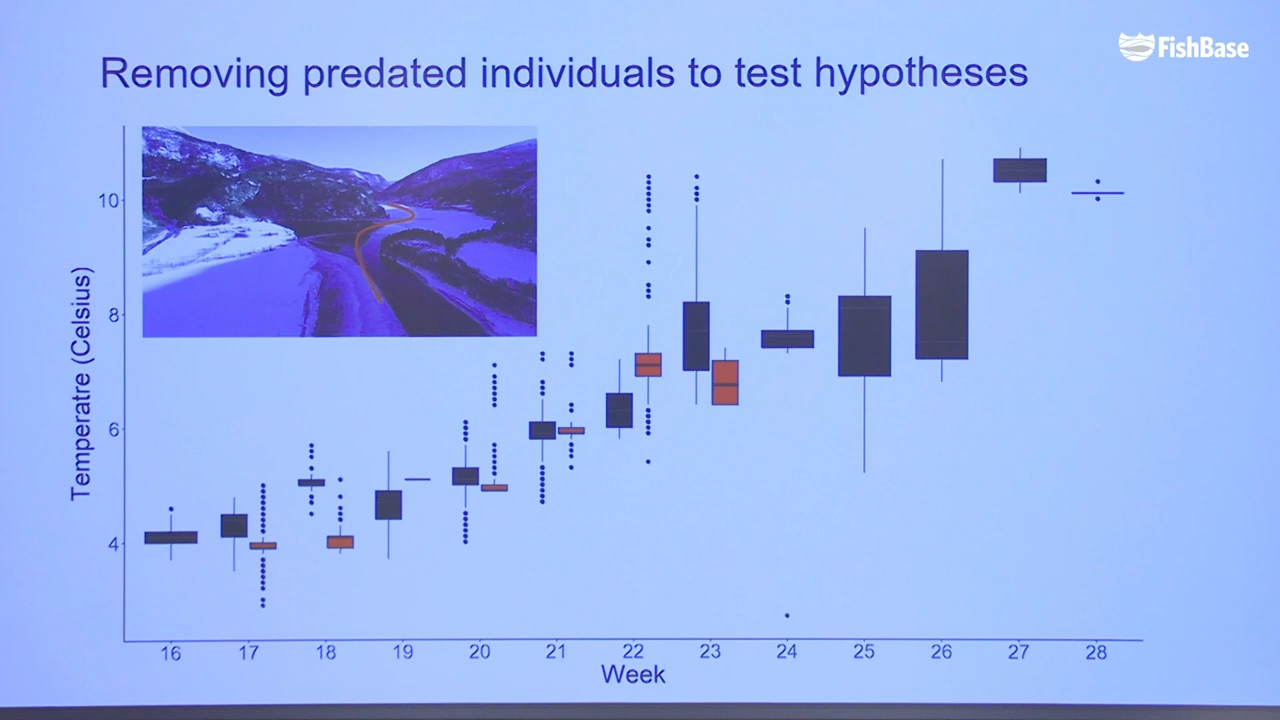 FishBase
Removing predated individuals to test hypotheses
10
8
6
4
Temperatre (Celsius)
16 17 18 19 20 21 22 23 24 25 26 27 28
Week